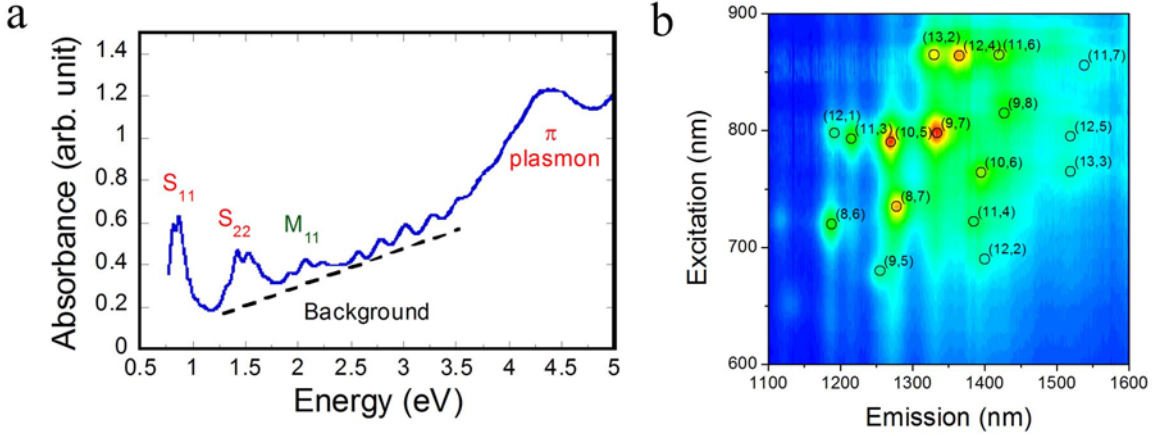 a
Absorbance (arb. unit)
1.4
1.2
1
0.8
0.6
0.4
0.2
0
S11
S22
M11
π
plasmon
Background
0.5 1 1.5 2 2.5 3 3.5 4 4.5 5
Energy (eV)
b
Excitation (nm)
900
800
700
600
(13,2) (12,4) (11,6)
(11,7)
(9,8)
(12,1) (11,3) (10,5) (9,7) (12,5)
(10,6) (13,3)
(8,7)
(8,6) (11,4)
(12,2)
(9,5)
1100 1200 1300 1400 1500 1600
Emission (nm)